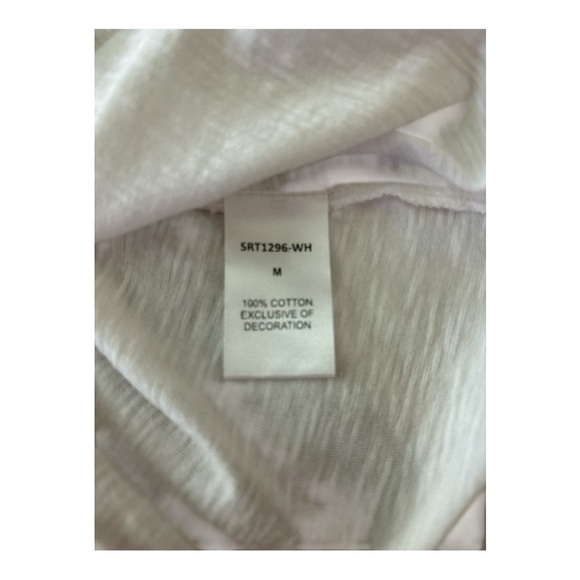 SRT1296-WH
M
100% COTTON
EXCLUSIVE OF
DECORATION